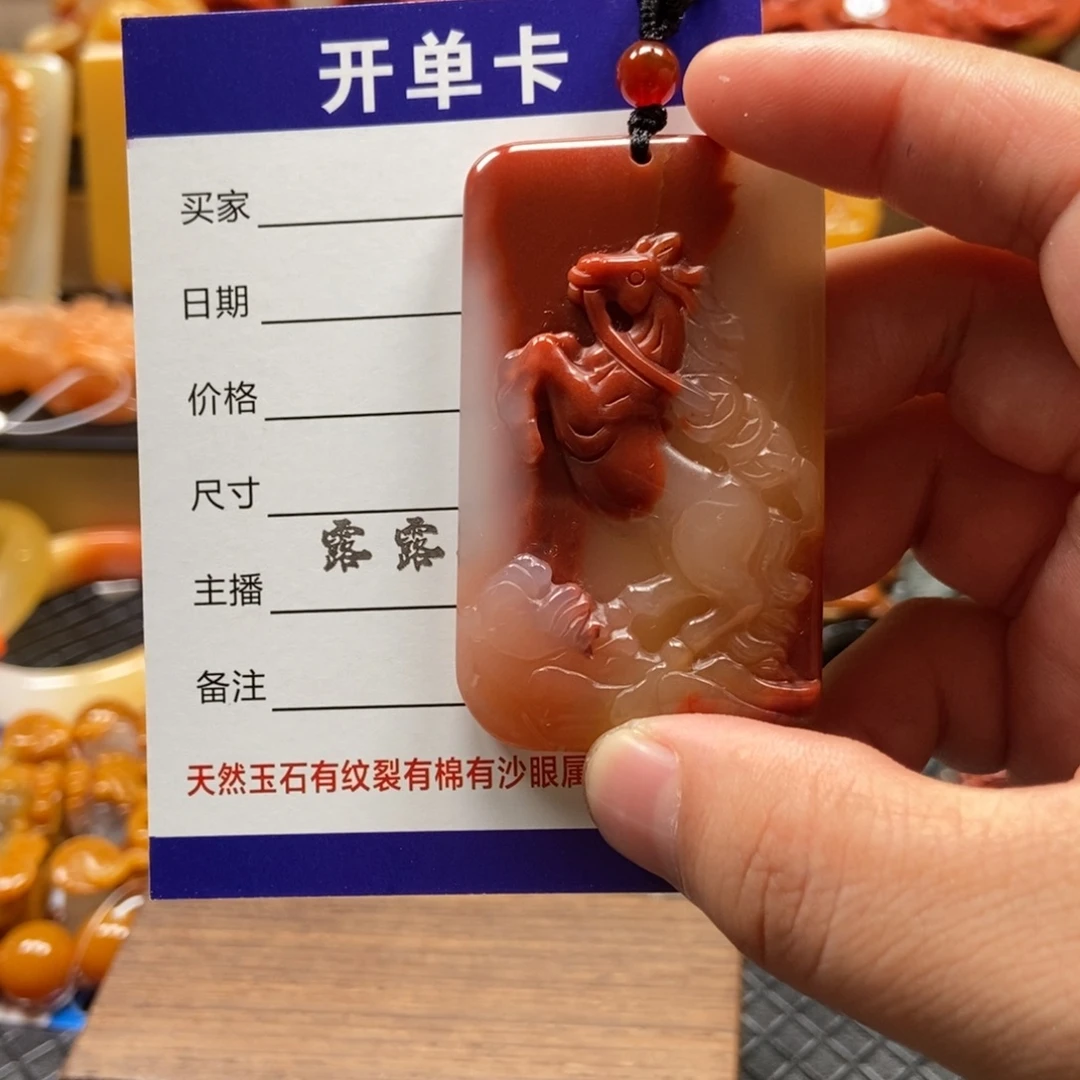 开单卡
买家
日期
价格
尺寸
露露
主播
备注
天然玉石有纹裂有棉有沙眼属